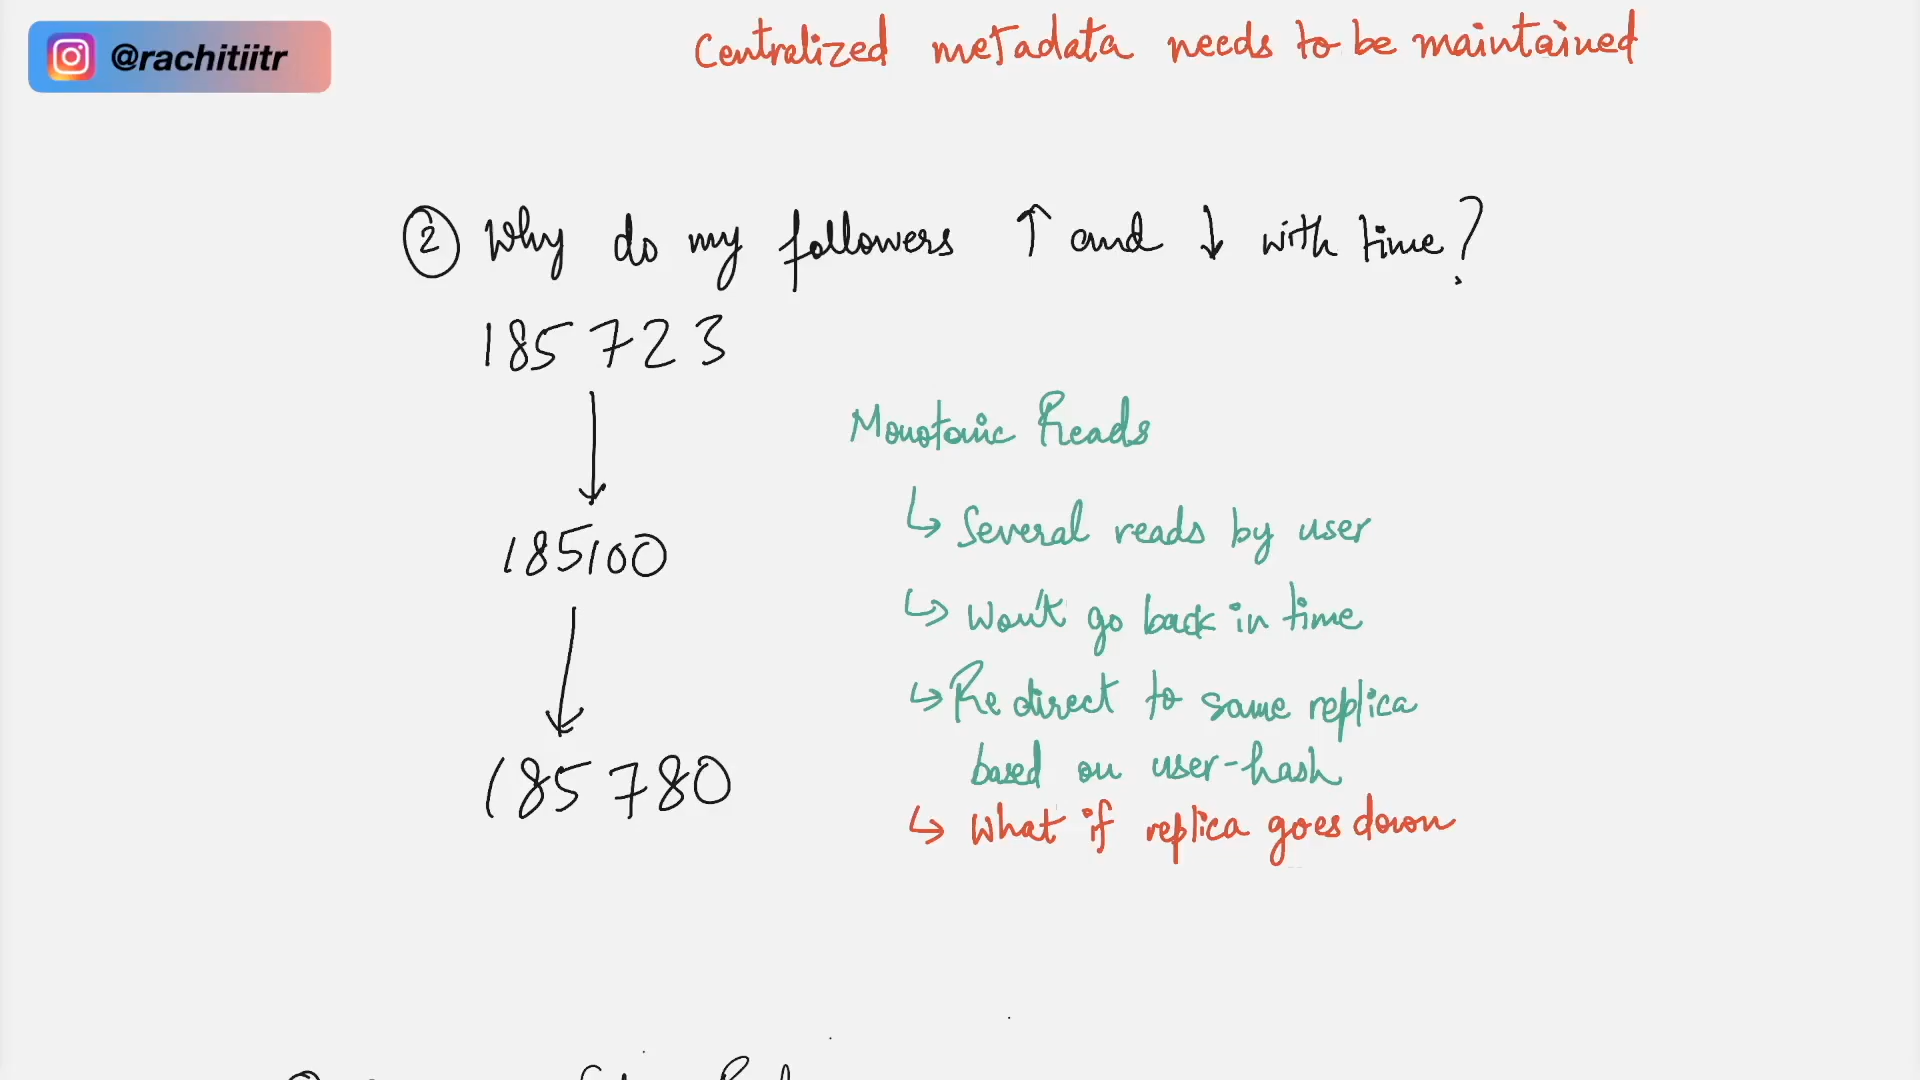 @rachitiitr
Centralized metadata needs to be maintained
② Why do my followers ↑ and ↓ with time?
185723
Monotonic Reads
↳ Several reads by user
185100
↳ Won't go back in time
↳ Redirect to same replica
based on user-hash
185780
↳ What if replica goes down